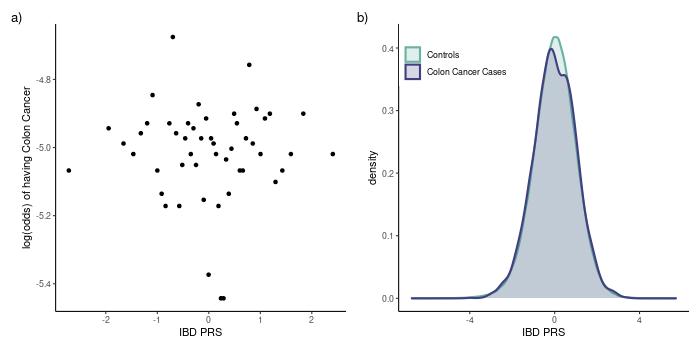 a)
log(odds) of having Colon Cancer
-4.8
-5.0
-5.2
-5.4
-2
-1
0
1
2
IBD PRS
b)
density
0.4
0.3
0.2
0.1
0.0
Controls
Colon Cancer Cases
-4
0
4
IBD PRS